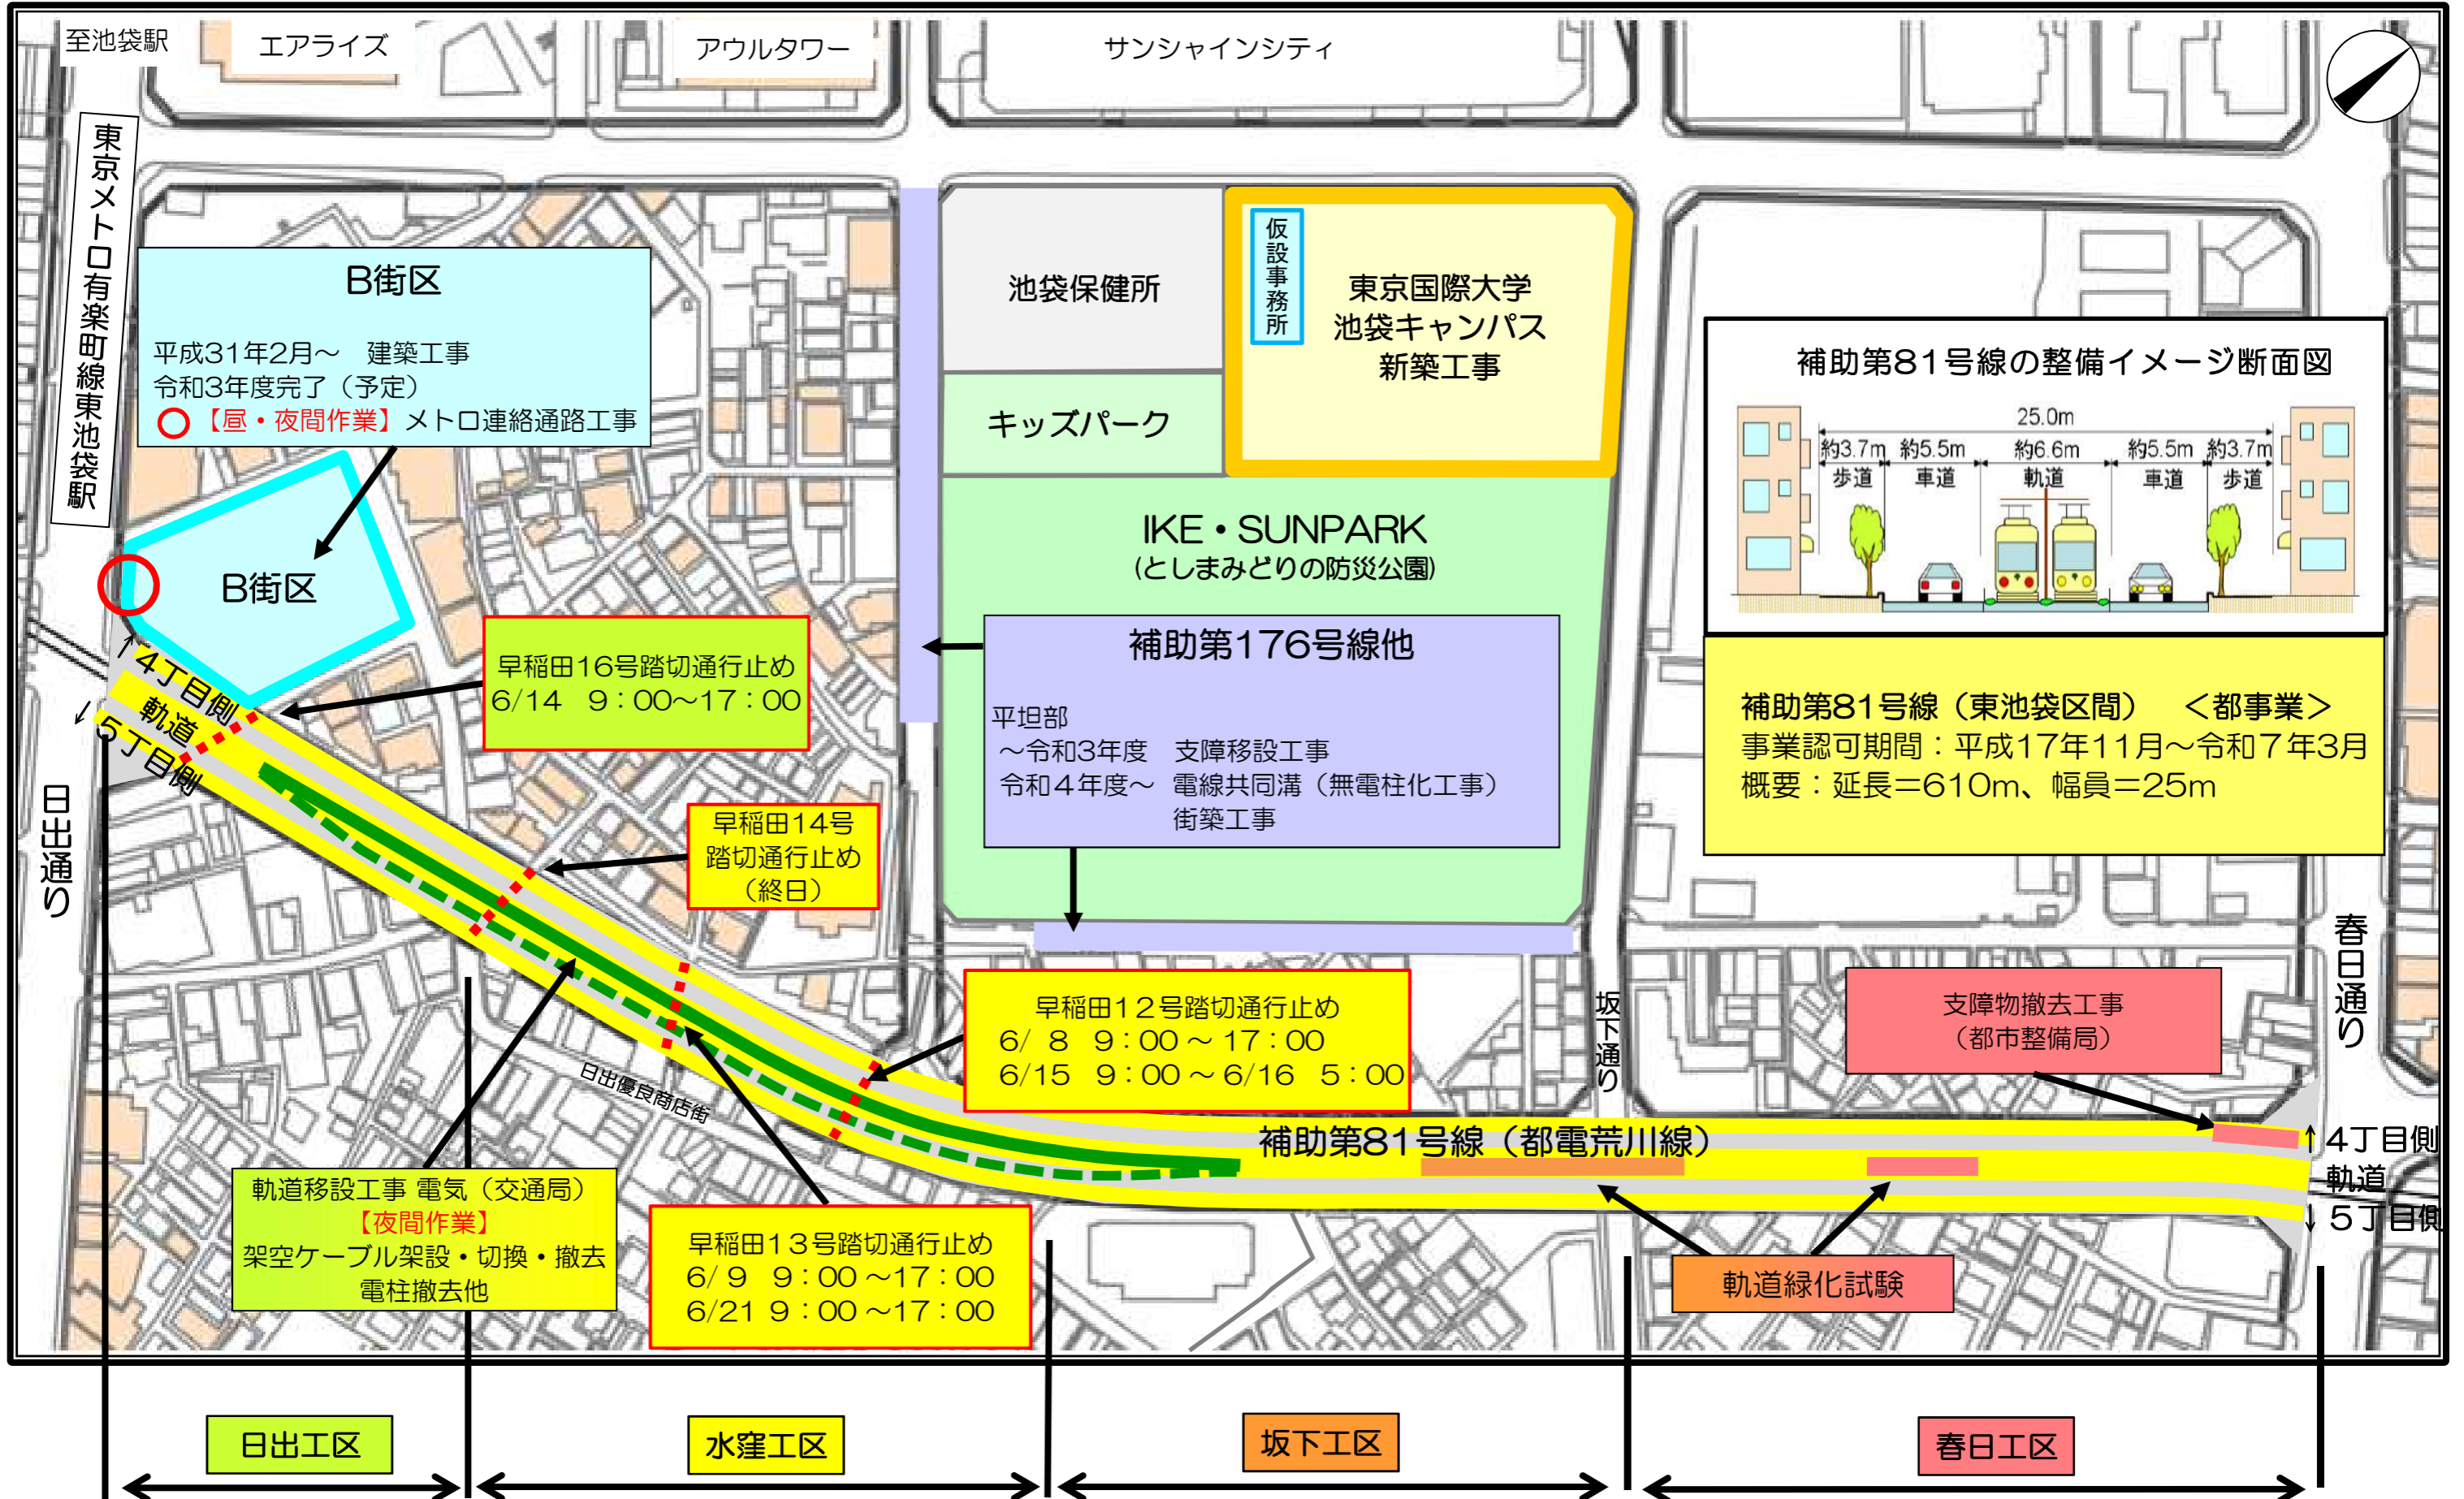 至池袋駅
エアライズ
アウルタワー
サンシャインシティ
東京メトロ有楽町線東池袋駅
B街区
平成31年2月～　建築工事
令和3年度完了（予定）
【昼・夜間作業】メトロ連絡通路工事
池袋保健所
仮設事務所
東京国際大学
池袋キャンパス
新築工事
キッズパーク
補助第81号線の整備イメージ断面図
25.0m
約3.7m 約5.5m 約6.6m 約5.5m 約3.7m
歩道 車道 軌道 車道 歩道
IKE・SUNPARK
(としまみどりの防災公園)
B街区
補助第176号線他
平坦部
～令和3年度　支障移設工事
令和4年度～　電線共同溝（無電柱化工事）
街築工事
補助第81号線（東池袋区間）　＜都事業＞
事業認可期間：平成17年11月～令和7年3月
概要：延長＝610m、幅員＝25m
早稲田16号踏切通行止め
6/14　9：00～17：00
↑4丁目側
軌道
↓5丁目側
日出通り
早稲田14号
踏切通行止め
（終日）
春日通り
坂下通り
早稲田12号踏切通行止め
6/ 8　9：00 ～ 17：00
6/15　9：00 ～ 6/16　5：00
支障物撤去工事
（都市整備局）
日出優良商店街
補助第81号線（都電荒川線）
↑4丁目側
軌道
↓5丁目側
軌道移設工事 電気（交通局）
【夜間作業】
架空ケーブル架設・切換・撤去
電柱撤去他
早稲田13号踏切通行止め
6/ 9　9：00 ～17：00
6/21 9：00 ～17：00
軌道緑化試験
日出工区
水窪工区
坂下工区
春日工区